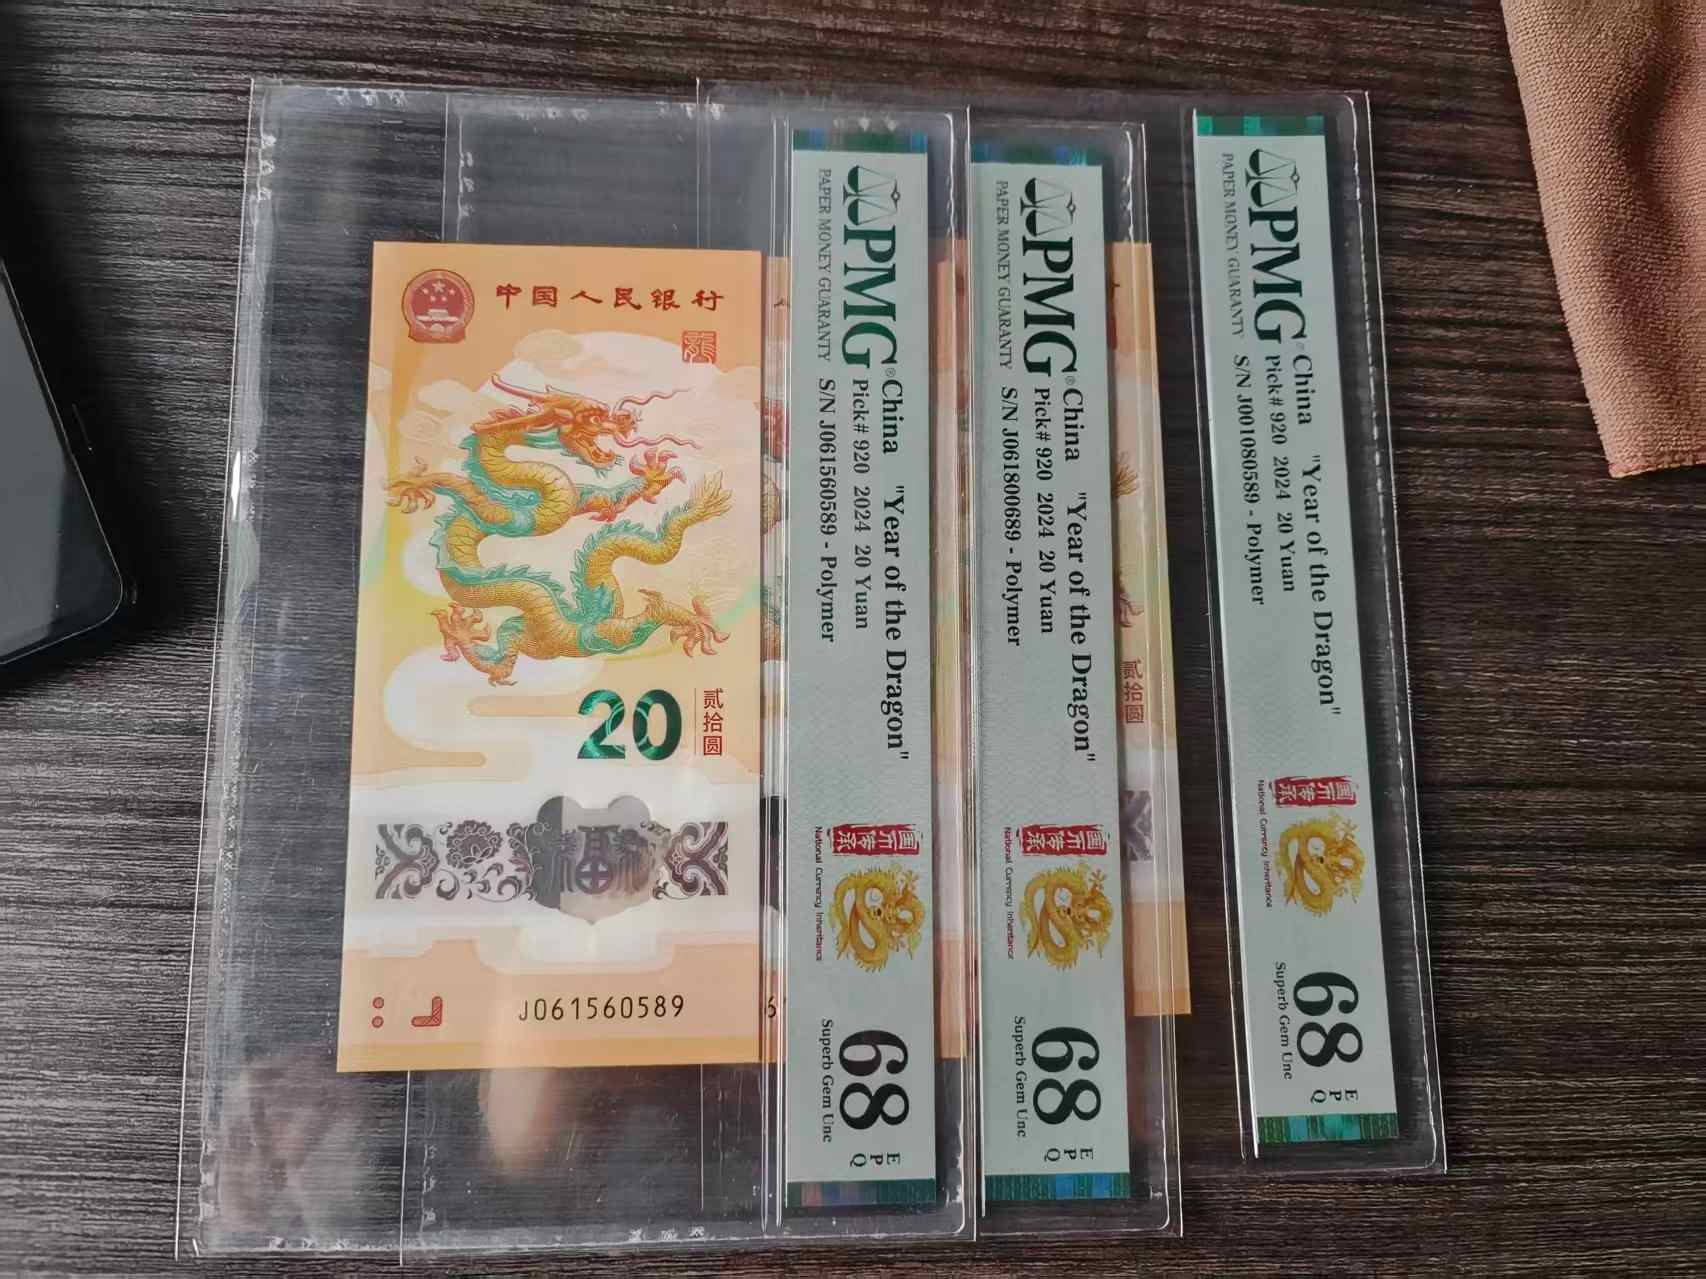 中国人民银行
20
贰拾圆
福
J061560589
PMG
PAPER MONEY GUARANTY
China "Year of the Dragon"
Pick# 920 2024 20 Yuan
S/N J061560589 - Polymer
国币传承
National Currency Inheritance
68
EPQ
Superb Gem Unc
PMG
PAPER MONEY GUARANTY
China "Year of the Dragon"
Pick# 920 2024 20 Yuan
S/N J061800689 - Polymer
国币传承
National Currency Inheritance
68
EPQ
Superb Gem Unc
贰拾圆
PMG
PAPER MONEY GUARANTY
China "Year of the Dragon"
Pick# 920 2024 20 Yuan
S/N J001080589 - Polymer
国币传承
National Currency Inheritance
68
EPQ
Superb Gem Unc